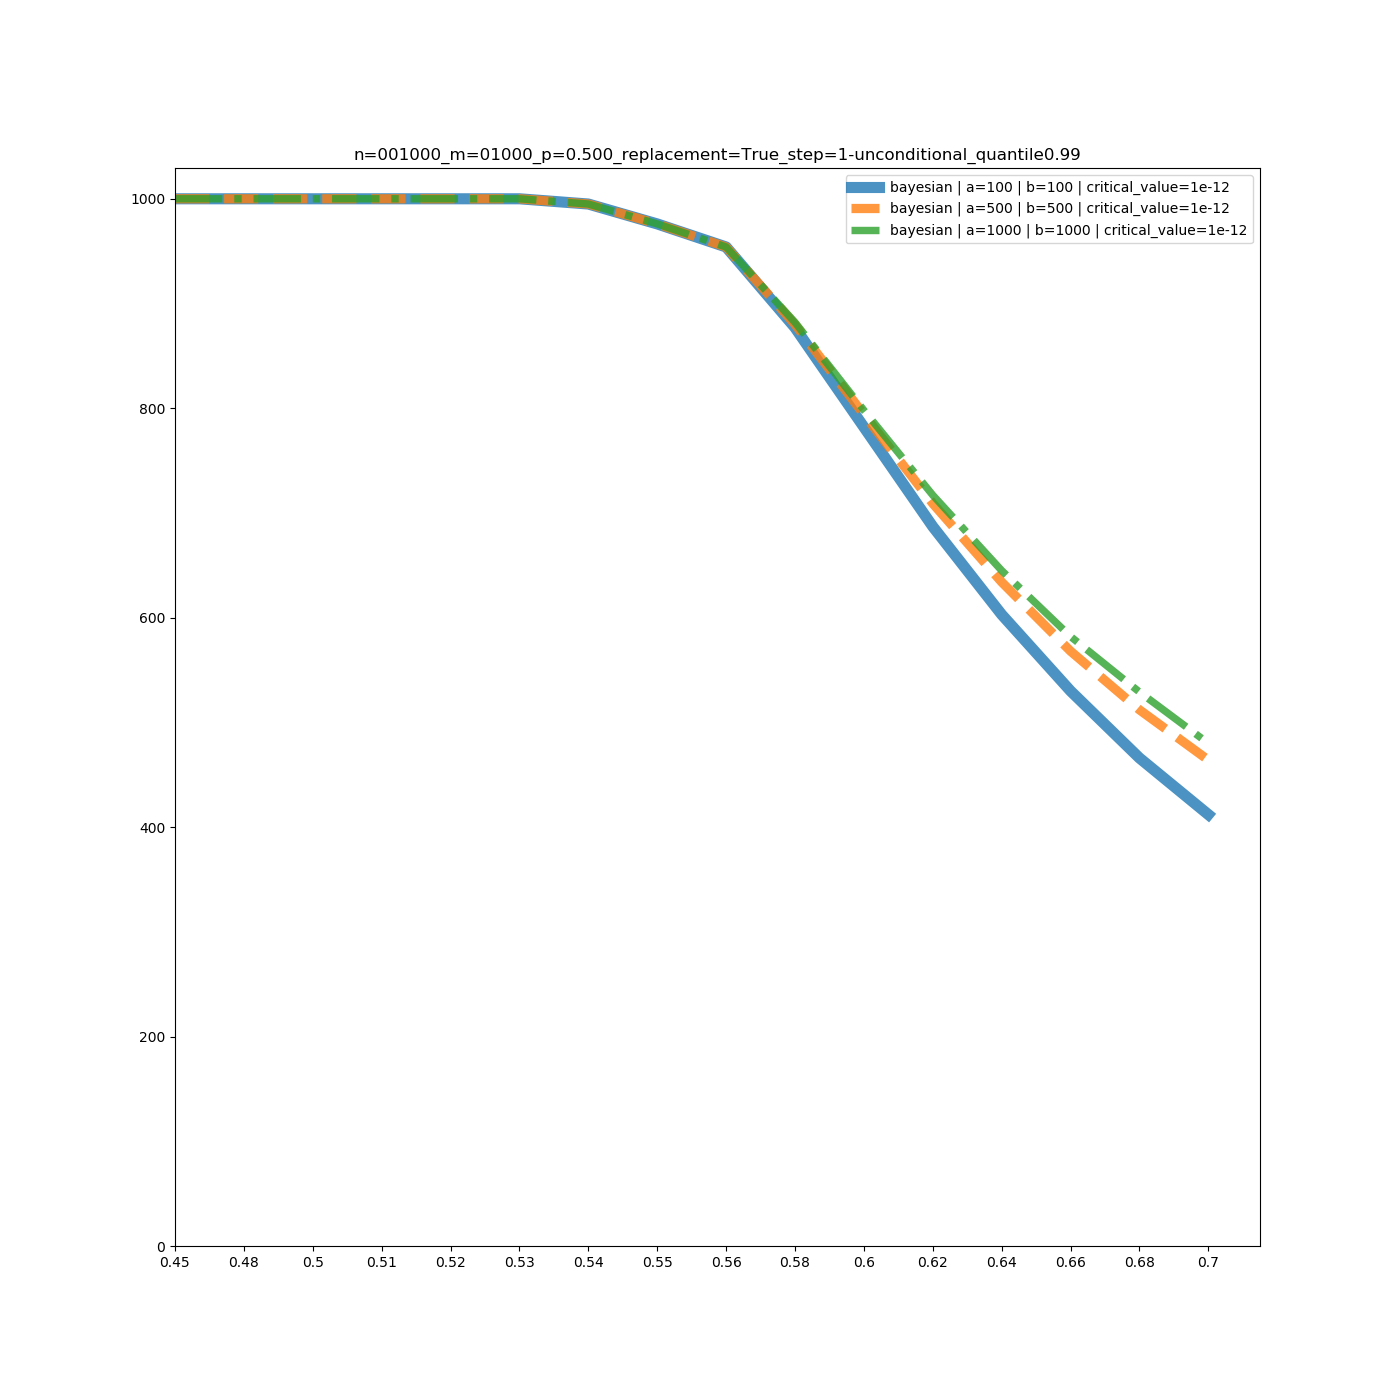 n=001000_m=01000_p=0.500_replacement=True_step=1-unconditional_quantile0.99
bayesian | a=100 | b=100 | critical_value=1e-12
bayesian | a=500 | b=500 | critical_value=1e-12
bayesian | a=1000 | b=1000 | critical_value=1e-12
1000
800
600
400
200
0
0.45 0.48 0.5 0.51 0.52 0.53 0.54 0.55 0.56 0.58 0.6 0.62 0.64 0.66 0.68 0.7